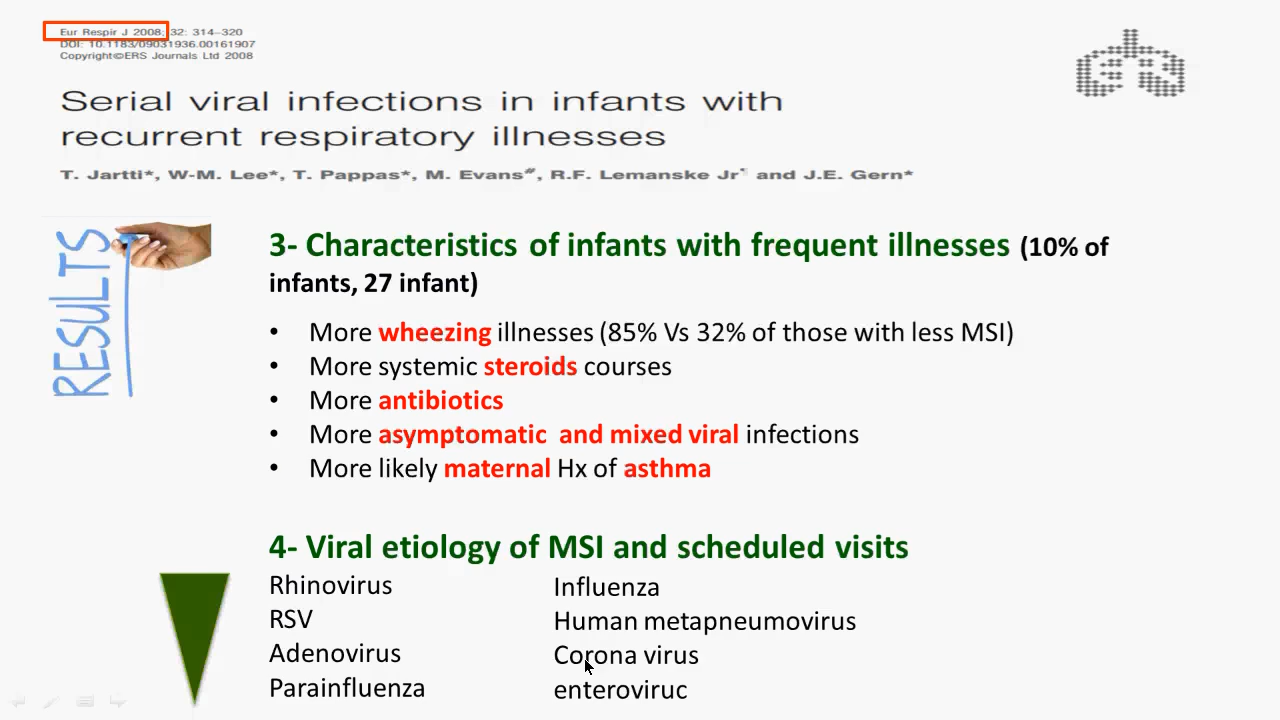 Eur Respir J 2008; 32: 314–320
DOI: 10.1183/09031936.00161907
Copyright©ERS Journals Ltd 2008
ERS
Serial viral infections in infants with
recurrent respiratory illnesses
T. Jartti*, W-M. Lee*, T. Pappas*, M. Evans#, R.F. Lemanske Jr¶ and J.E. Gern*
RESULTS
3- Characteristics of infants with frequent illnesses (10% of
infants, 27 infant)
• More wheezing illnesses (85% Vs 32% of those with less MSI)
• More systemic steroids courses
• More antibiotics
• More asymptomatic and mixed viral infections
• More likely maternal Hx of asthma
4- Viral etiology of MSI and scheduled visits
Rhinovirus
RSV
Adenovirus
Parainfluenza
Influenza
Human metapneumovirus
Corona virus
enteroviruc